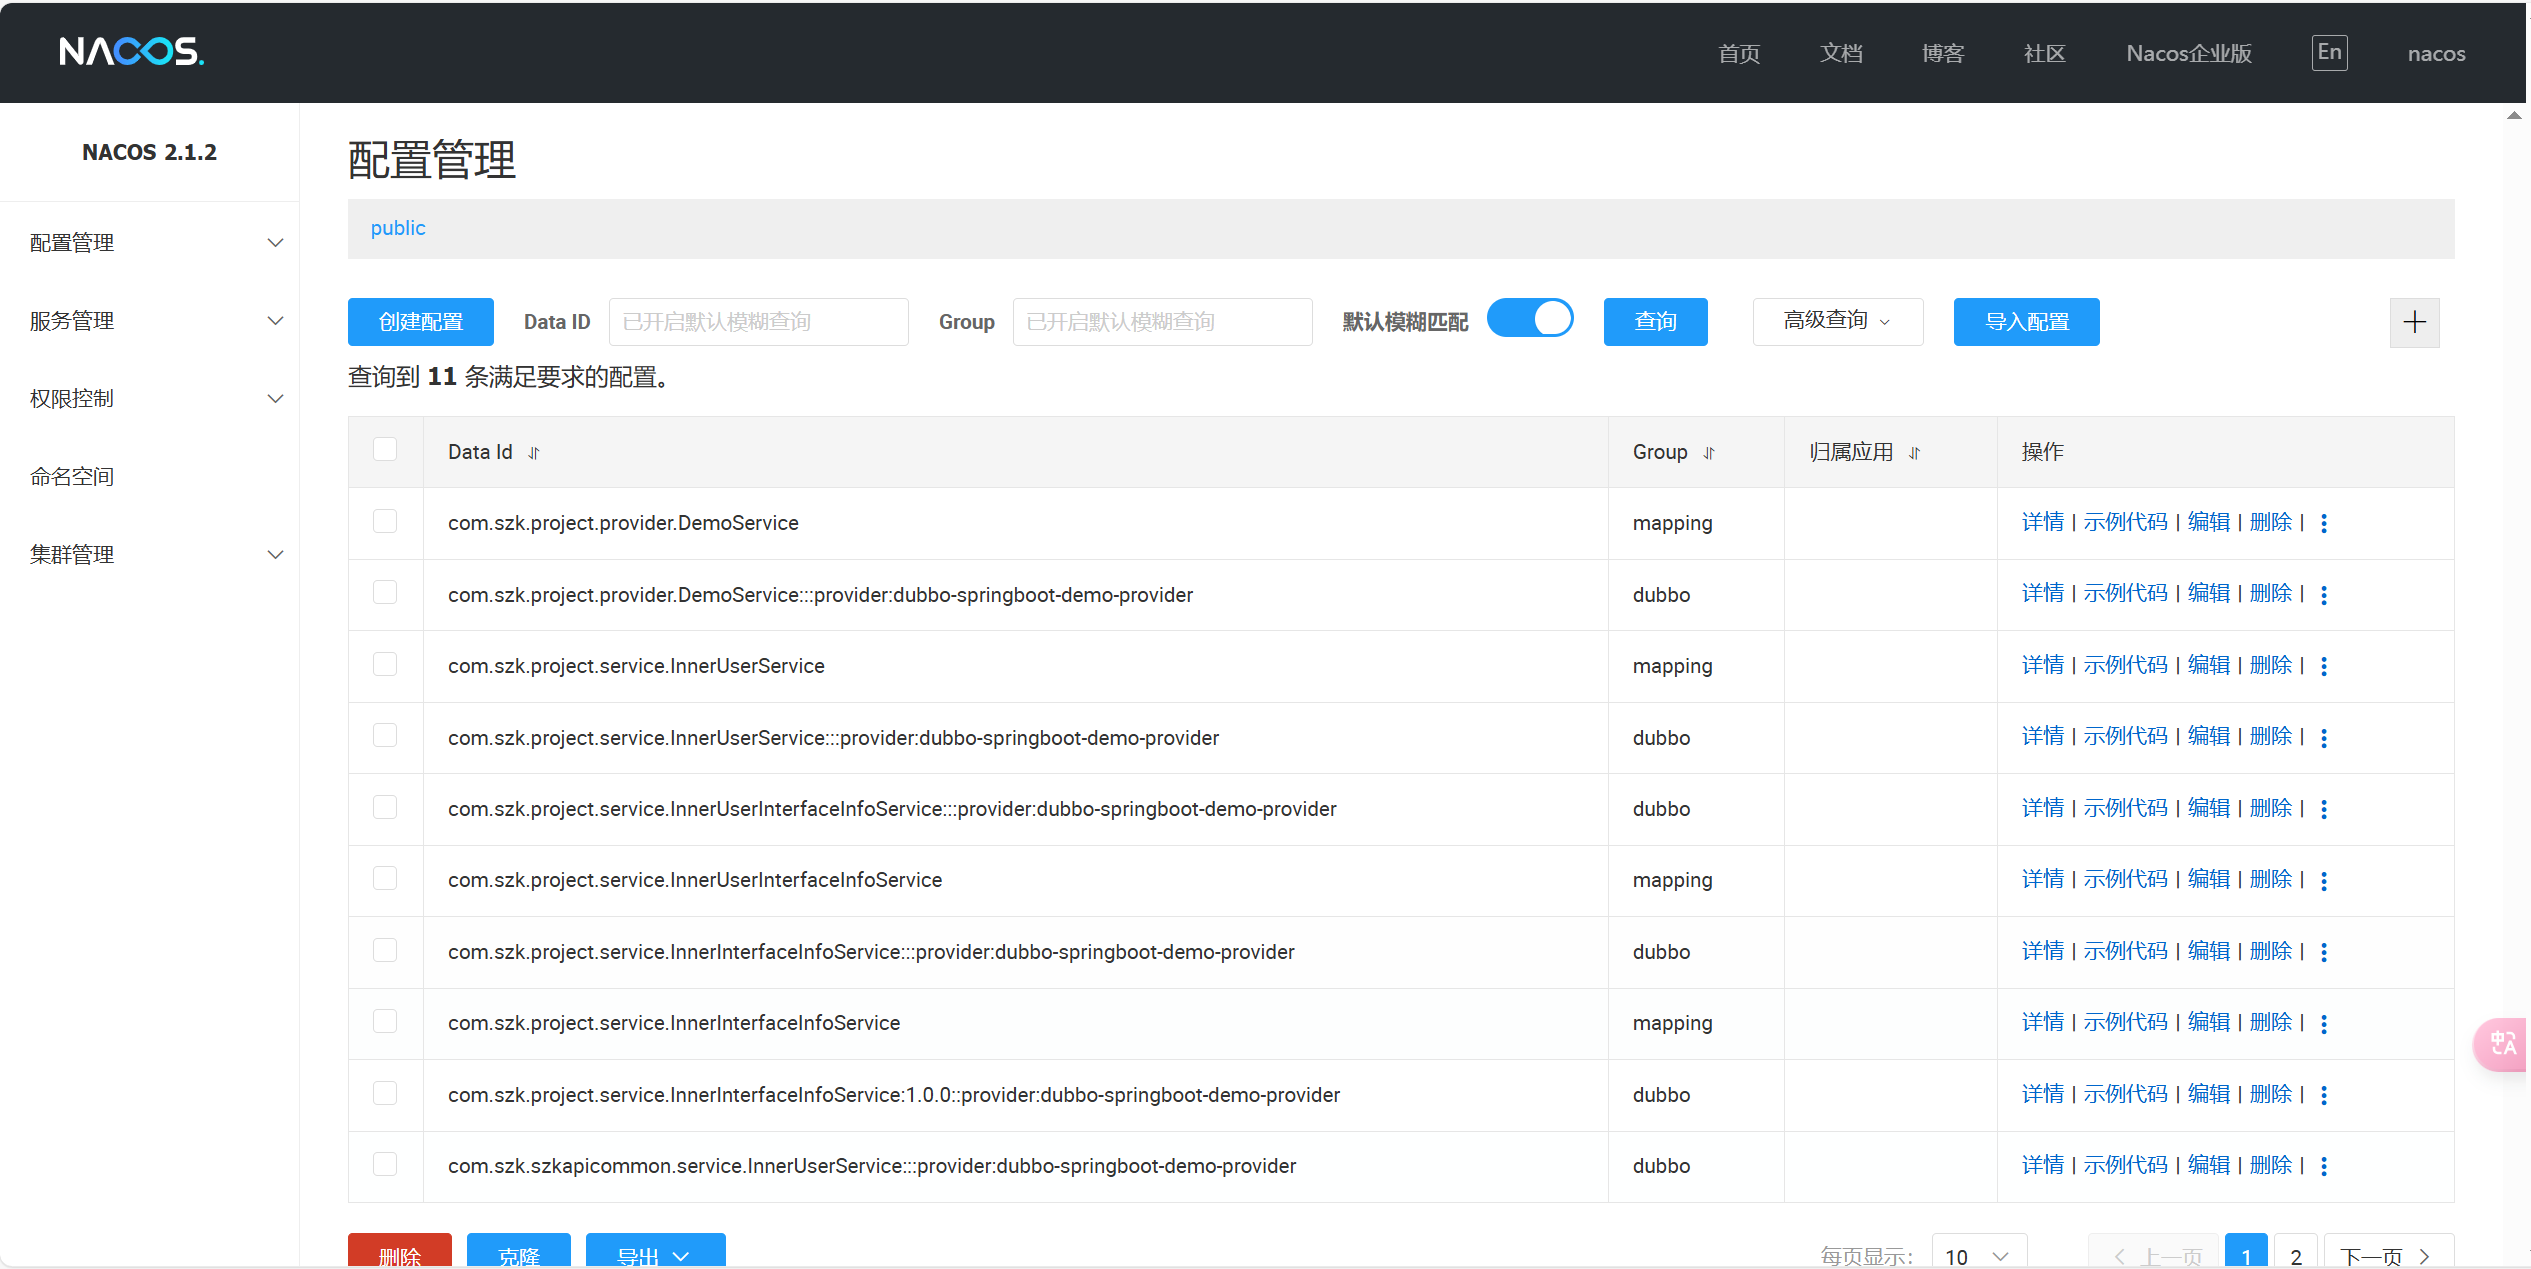 NACOS.
首页 文档 博客 社区 Nacos企业版 En nacos
NACOS 2.1.2
配置管理
服务管理
权限控制
命名空间
集群管理
配置管理
public
创建配置 Data ID 已开启默认模糊查询 Group 已开启默认模糊查询 默认模糊匹配 查询 高级查询 导入配置
查询到 11 条满足要求的配置。
Data Id Group 归属应用 操作
com.szk.project.provider.DemoService mapping 详情 | 示例代码 | 编辑 | 删除 |
com.szk.project.provider.DemoService:::provider:dubbo-springboot-demo-provider dubbo 详情 | 示例代码 | 编辑 | 删除 |
com.szk.project.service.InnerUserService mapping 详情 | 示例代码 | 编辑 | 删除 |
com.szk.project.service.InnerUserService:::provider:dubbo-springboot-demo-provider dubbo 详情 | 示例代码 | 编辑 | 删除 |
com.szk.project.service.InnerUserInterfaceInfoService:::provider:dubbo-springboot-demo-provider dubbo 详情 | 示例代码 | 编辑 | 删除 |
com.szk.project.service.InnerUserInterfaceInfoService mapping 详情 | 示例代码 | 编辑 | 删除 |
com.szk.project.service.InnerInterfaceInfoService:::provider:dubbo-springboot-demo-provider dubbo 详情 | 示例代码 | 编辑 | 删除 |
com.szk.project.service.InnerInterfaceInfoService mapping 详情 | 示例代码 | 编辑 | 删除 |
com.szk.project.service.InnerInterfaceInfoService:1.0.0::provider:dubbo-springboot-demo-provider dubbo 详情 | 示例代码 | 编辑 | 删除 |
com.szk.szkapicommon.service.InnerUserService:::provider:dubbo-springboot-demo-provider dubbo 详情 | 示例代码 | 编辑 | 删除 |
删除 克隆 导出 每页显示: 10 上一页 1 2 下一页
中A